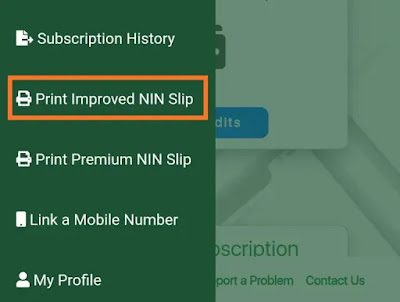 Subscription History
Print Improved NIN Slip
dits
Print Premium NIN Slip
Link a Mobile Number
scription
My Profile
port a Problem
Contact Us